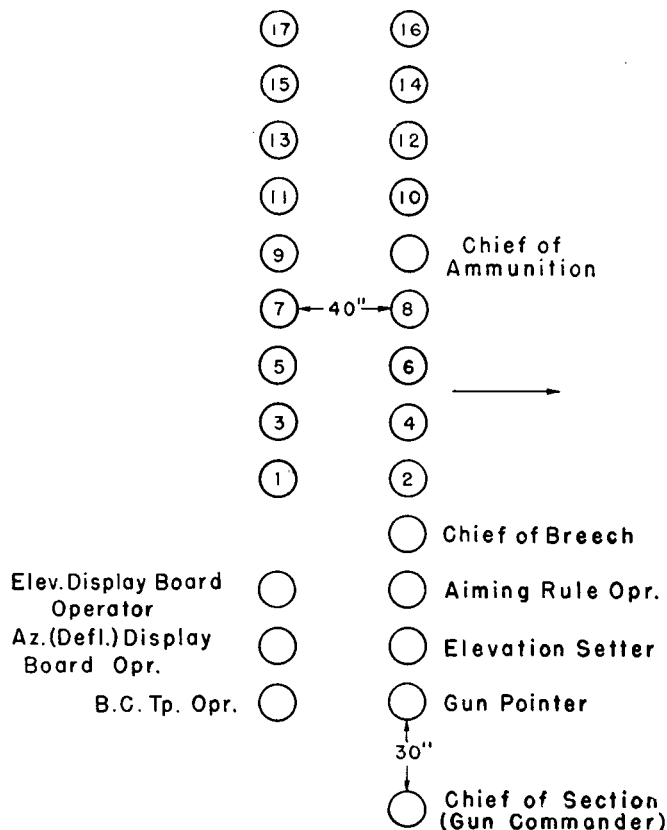 17 16
15 14
13 12
11 10
9 Chief of
Ammunition
7 40" 8
5 6
3 4
1 2
Chief of Breech
Elev. Display Board
Operator
Aiming Rule Opr.
Az. (Defl.) Display
Board Opr.
Elevation Setter
B.C. Tp. Opr.
Gun Pointer
30"
Chief of Section
(Gun Commander)